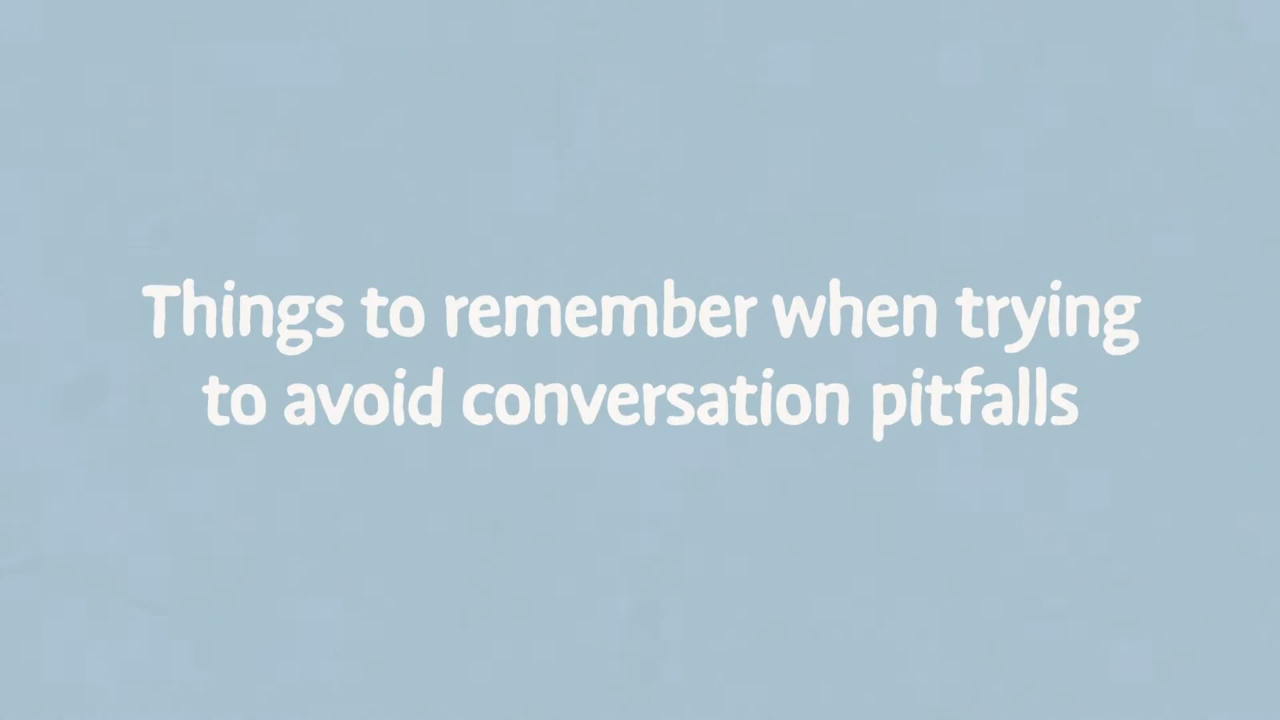 Things to remember when trying
to avoid conversation pitfalls